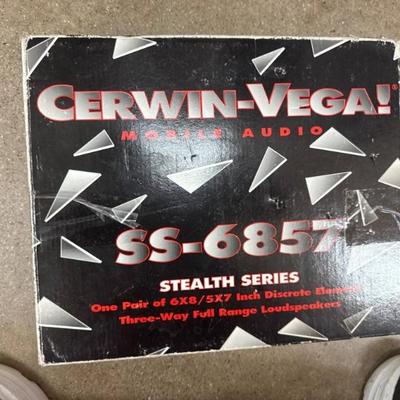 CERWIN-VEGA!®
MOBILE AUDIO
SS-6857
STEALTH SERIES
One Pair of 6X8/5X7 Inch Discrete Element
Three-Way Full Range Loudspeakers